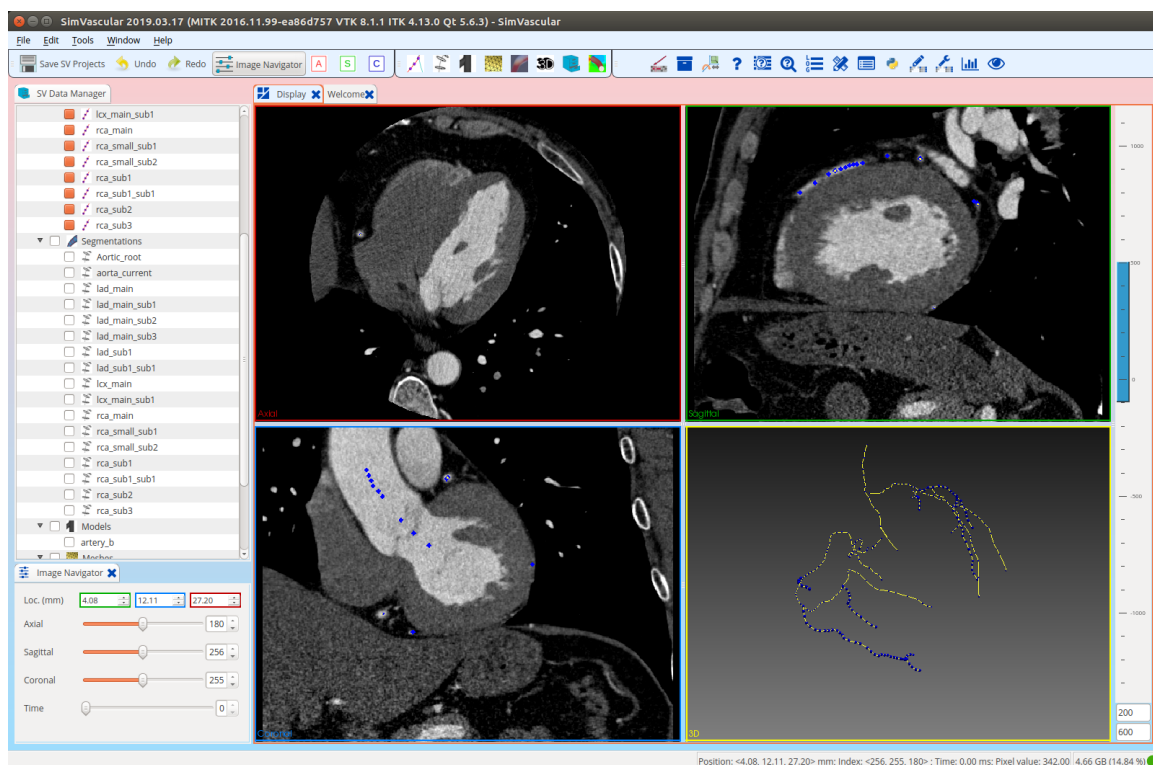 SimVascular 2019.03.17 (MITK 2016.11.99-ea86d757 VTK 8.1.1 ITK 4.13.0 Qt 5.6.3) - SimVascular
File Edit Tools Window Help
Save SV Projects Undo Redo Image Navigator A S C 3D
SV Data Manager
Display Welcome
lcx_main_sub1
rca_main
rca_small_sub1
rca_small_sub2
rca_sub1
rca_sub1_sub1
rca_sub2
rca_sub3
Segmentations
Aortic_root
aorta_current
lad_main
lad_main_sub1
lad_main_sub2
lad_main_sub3
lad_sub1
lad_sub1_sub1
lcx_main
lcx_main_sub1
rca_main
rca_small_sub1
rca_small_sub2
rca_sub1
rca_sub1_sub1
rca_sub2
rca_sub3
Models
artery_b
Meshes
Image Navigator
Loc. (mm) 4.08 12.11 27.20
Axial 180
Sagittal 256
Coronal 255
Time 0
Axial
Sagittal
Coronal
3D
1000
500
0
-500
-1000
200
600
Position: <4.08, 12.11, 27.20> mm; Index: <256, 255, 180> ; Time: 0.00 ms; Pixel value: 342.00 4.66 GB (14.84 %)